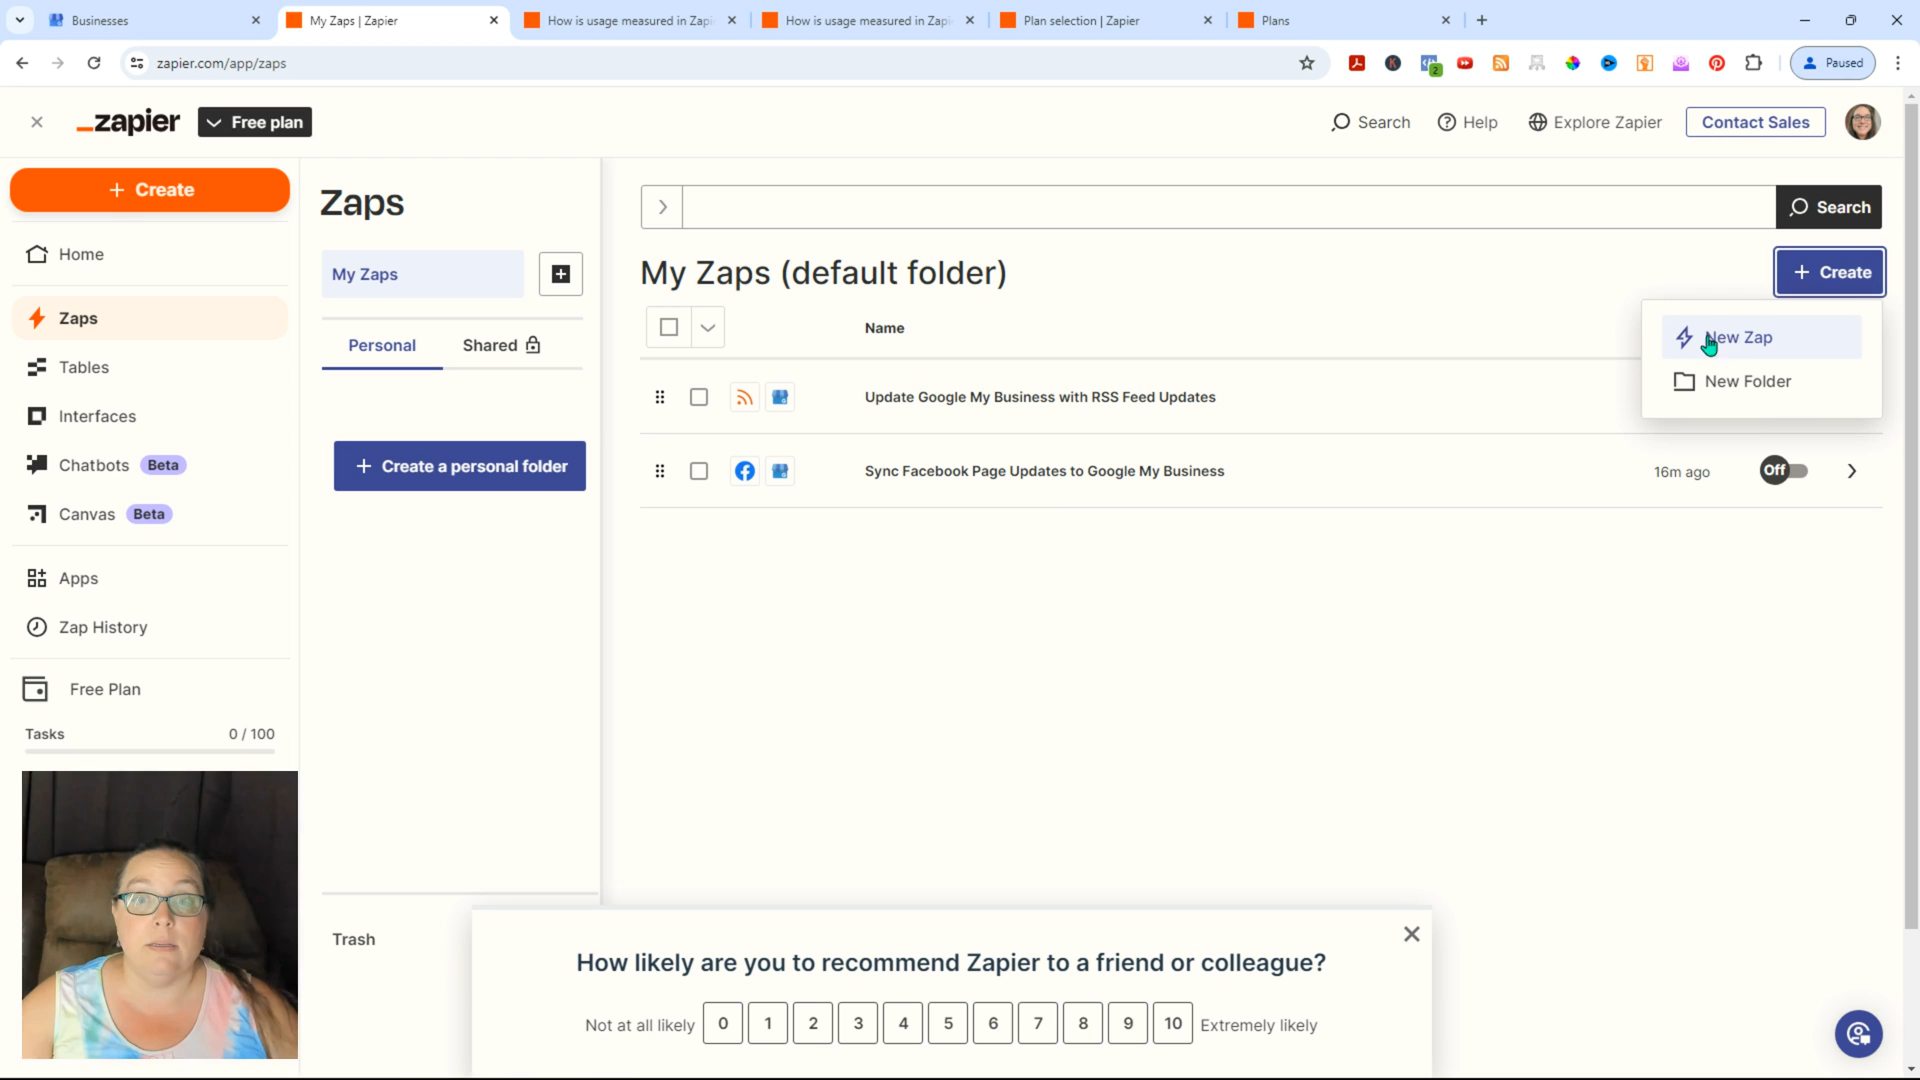 Businesses
My Zaps | Zapier
How is usage measured in Zapi
How is usage measured in Zapi
Plan selection | Zapier
Plans
zapier.com/app/zaps
2
Paused
zapier
Free plan
Search
Help
Explore Zapier
Contact Sales
Create
Home
Zaps
Tables
Interfaces
Chatbots Beta
Canvas Beta
Apps
Zap History
Free Plan
Tasks 0 / 100
Zaps
My Zaps
Personal
Shared
Create a personal folder
Trash
Search
My Zaps (default folder)
Create
New Zap
New Folder
Name
Update Google My Business with RSS Feed Updates
Sync Facebook Page Updates to Google My Business
16m ago
Off
How likely are you to recommend Zapier to a friend or colleague?
Not at all likely 0 1 2 3 4 5 6 7 8 9 10 Extremely likely